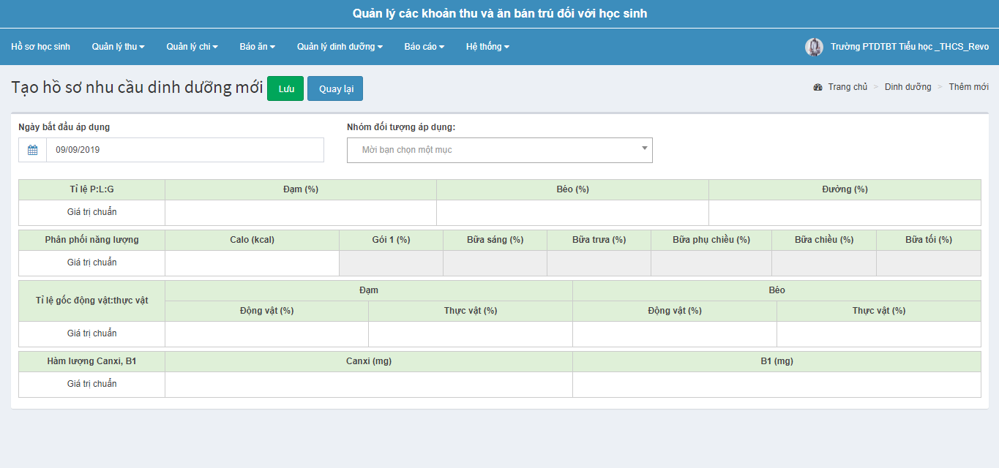 Quản lý các khoản thu và ăn bán trú đối với học sinh
Hồ sơ học sinh Quản lý thu Quản lý chi Báo ăn Quản lý dinh dưỡng Báo cáo Hệ thống Trường PTDTBT Tiểu học _THCS_Revo
Tạo hồ sơ nhu cầu dinh dưỡng mới Lưu Quay lại Trang chủ > Dinh dưỡng > Thêm mới
Ngày bắt đầu áp dụng Nhóm đối tượng áp dụng:
09/09/2019 Mời bạn chọn một mục
Tỉ lệ P:L:G Đạm (%) Béo (%) Đường (%)
Giá trị chuẩn
Phân phối năng lượng Calo (kcal) Gói 1 (%) Bữa sáng (%) Bữa trưa (%) Bữa phụ chiều (%) Bữa chiều (%) Bữa tối (%)
Giá trị chuẩn
Tỉ lệ gốc động vật:thực vật Đạm Béo
Động vật (%) Thực vật (%) Động vật (%) Thực vật (%)
Giá trị chuẩn
Hàm lượng Canxi, B1 Canxi (mg) B1 (mg)
Giá trị chuẩn